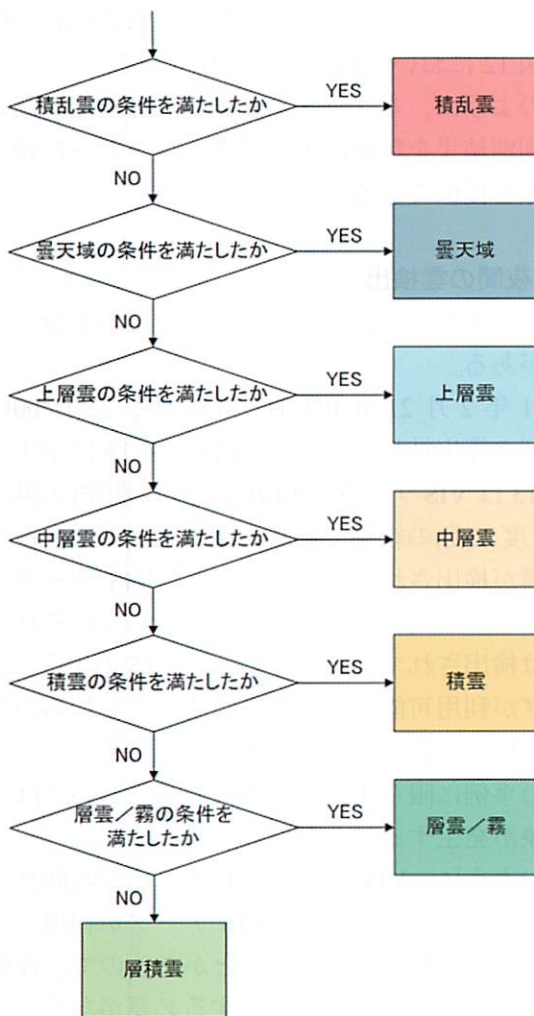 積乱雲の条件を満たしたか
YES
積乱雲
NO
曇天域の条件を満たしたか
YES
曇天域
NO
上層雲の条件を満たしたか
YES
上層雲
NO
中層雲の条件を満たしたか
YES
中層雲
NO
積雲の条件を満たしたか
YES
積雲
NO
層雲／霧の条件を
満たしたか
YES
層雲／霧
NO
層積雲